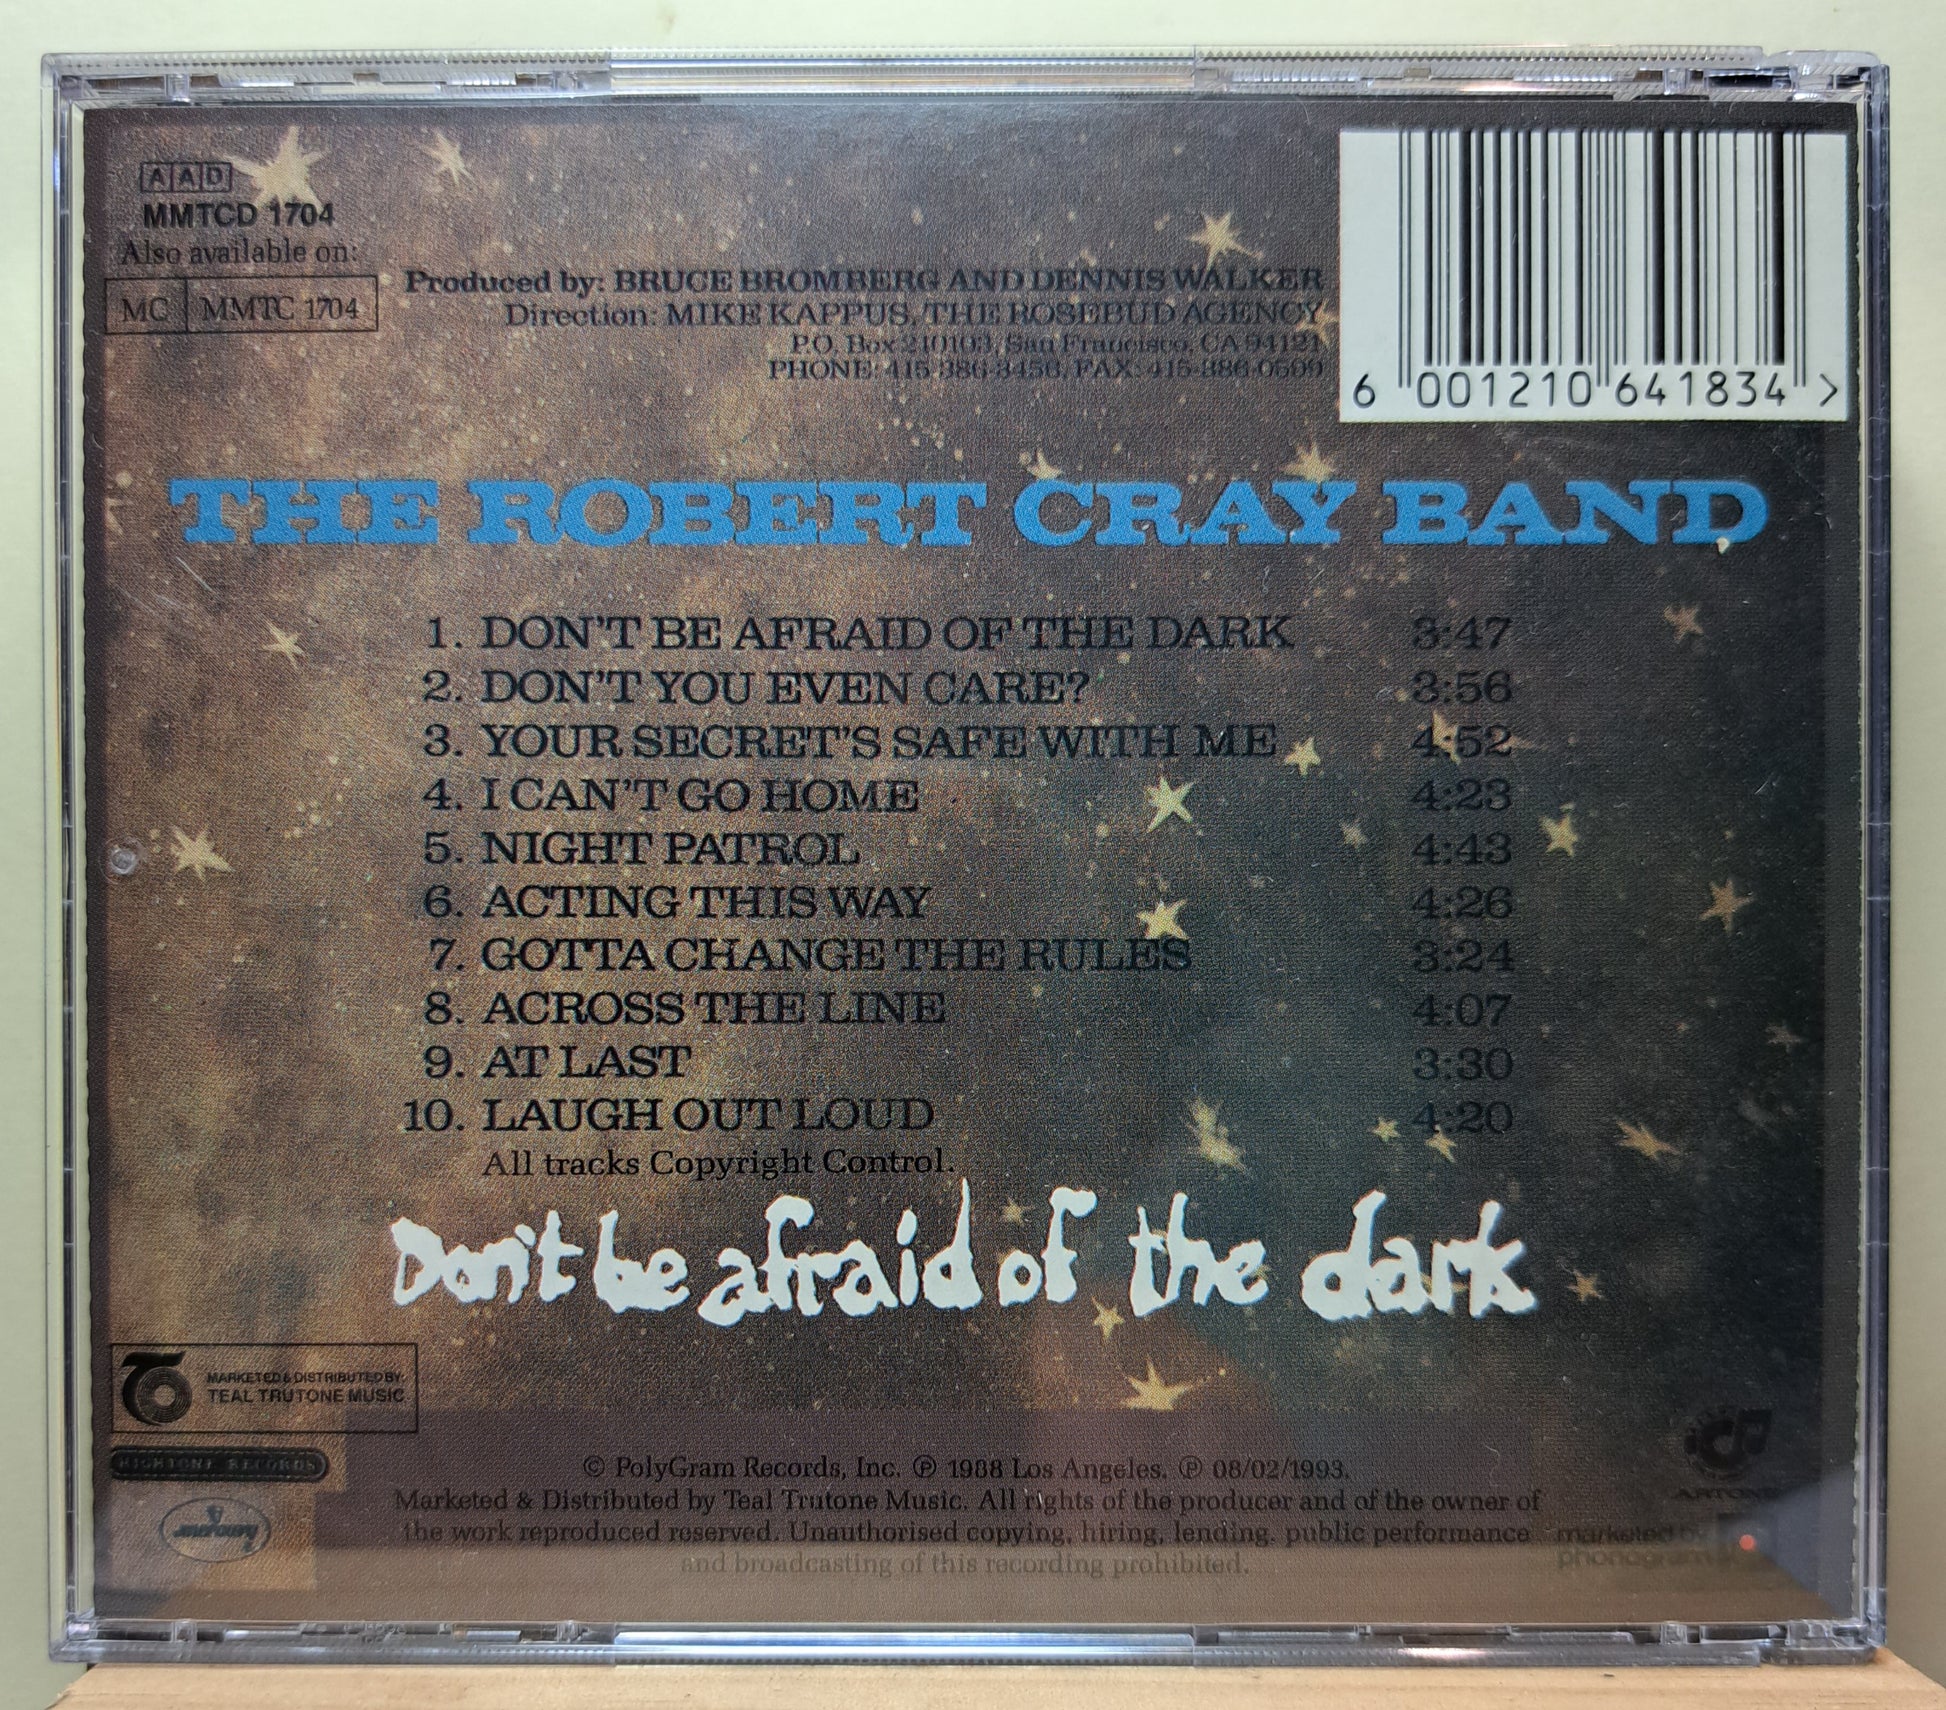 AAD
MMTCD 1704
Also available on:
MC MMTC 1704
Produced by: BRUCE BROMBERG AND DENNIS WALKER
Direction: MIKE KAPPUS, THE ROSEBUD AGENCY
P.O. Box 210103, San Francisco, CA 94121
PHONE: 415-386-3456, FAX: 415-386-0599
6 001210 641834 >
THE ROBERT CRAY BAND
1. DON'T BE AFRAID OF THE DARK 3:47
2. DON'T YOU EVEN CARE? 3:56
3. YOUR SECRET'S SAFE WITH ME 4:52
4. I CAN'T GO HOME 4:23
5. NIGHT PATROL 4:43
6. ACTING THIS WAY 4:26
7. GOTTA CHANGE THE RULES 3:24
8. ACROSS THE LINE 4:07
9. AT LAST 3:30
10. LAUGH OUT LOUD 4:20
All tracks Copyright Control.
Don't be afraid of the dark
MARKETED & DISTRIBUTED BY:
TEAL TRUTONE MUSIC
HIGHTONE RECORDS
mercury
© PolyGram Records, Inc. ℗ 1988 Los Angeles. ℗ 08/02/1993.
Marketed & Distributed by Teal Trutone Music. All rights of the producer and of the owner of
the work reproduced reserved. Unauthorised copying, hiring, lending. public performance
and broadcasting of this recording prohibited.
ARTONE
marketed by
phonogram